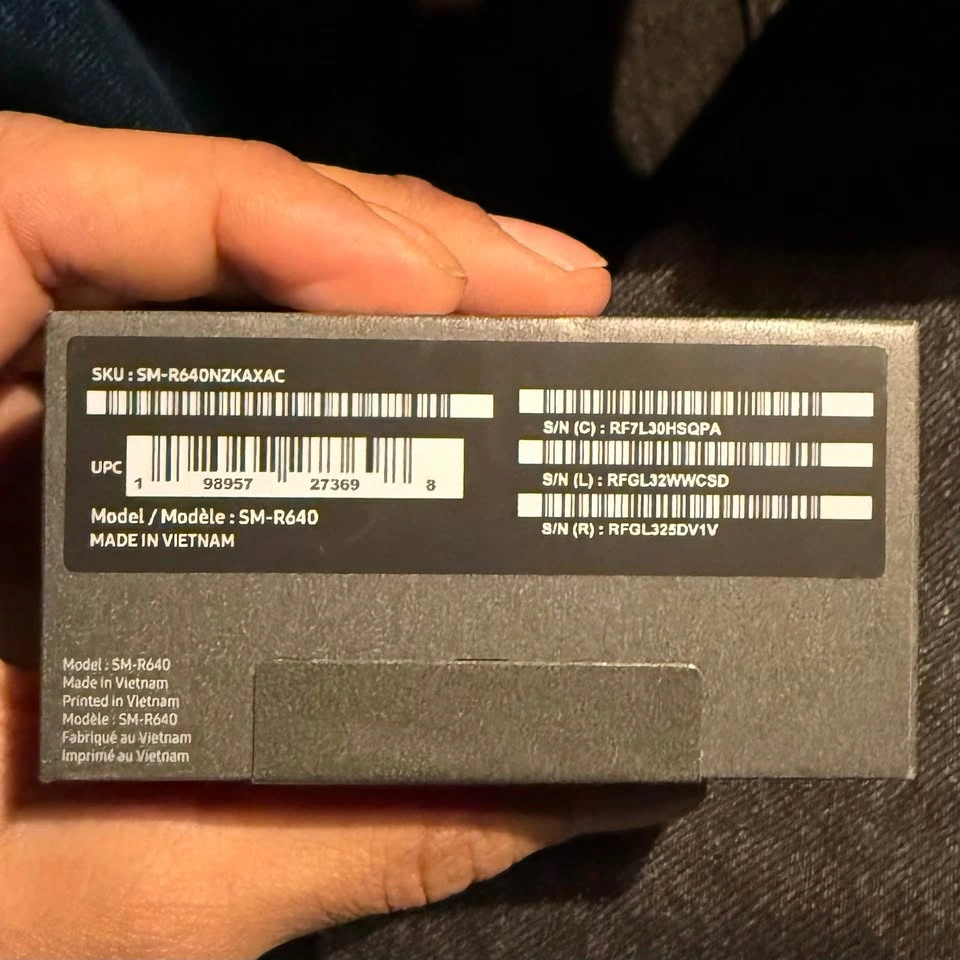 SKU : SM-R640NZKAXAC
UPC
1 98957 27369 8
Model / Modèle : SM-R640
MADE IN VIETNAM
S/N (C) : RF7L30HSQPA
S/N (L) : RFGL32WWCSD
S/N (R) : RFGL325DV1V
Model : SM-R640
Made in Vietnam
Printed in Vietnam
Modèle : SM-R640
Fabriqué au Vietnam
Imprimé au Vietnam